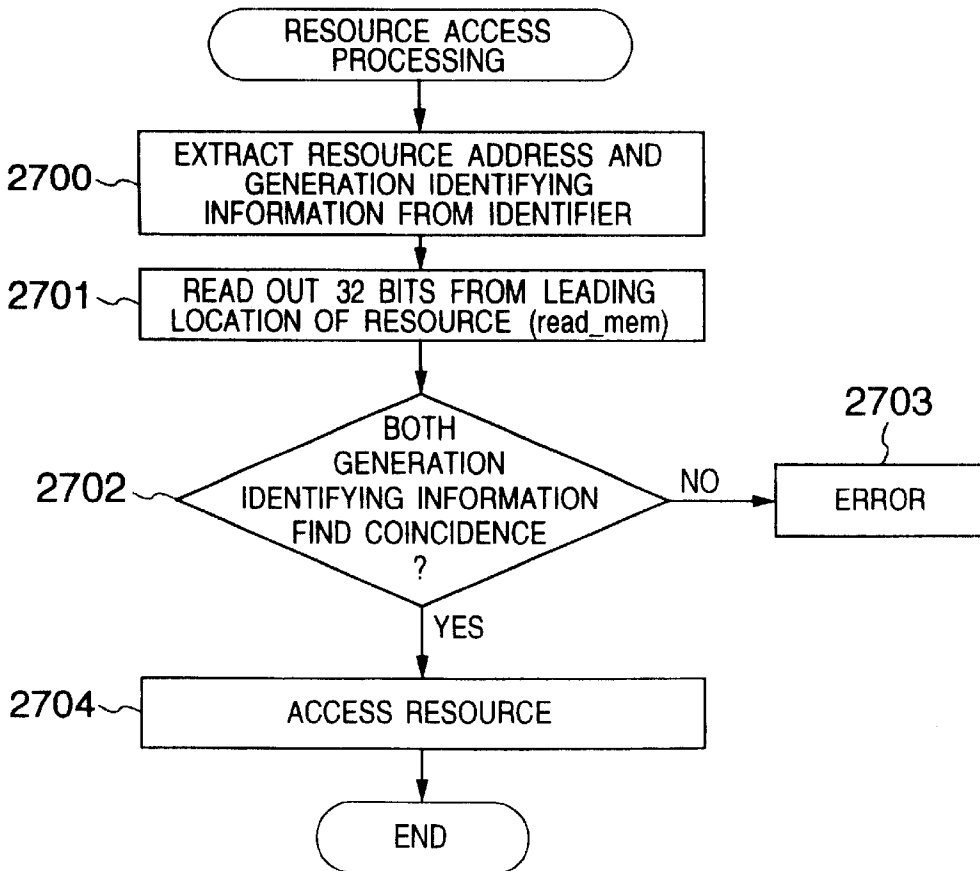 RESOURCE ACCESS
PROCESSING
2700
EXTRACT RESOURCE ADDRESS AND
GENERATION IDENTIFYING
INFORMATION FROM IDENTIFIER
2701
READ OUT 32 BITS FROM LEADING
LOCATION OF RESOURCE (read_mem)
2702
BOTH
GENERATION
IDENTIFYING INFORMATION
FIND COINCIDENCE
?
NO
2703
ERROR
YES
2704
ACCESS RESOURCE
END